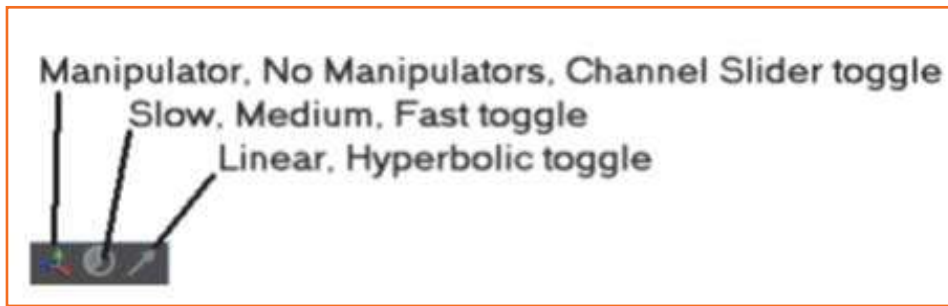 Manipulator, No Manipulators, Channel Slider toggle
Slow, Medium, Fast toggle
Linear, Hyperbolic toggle